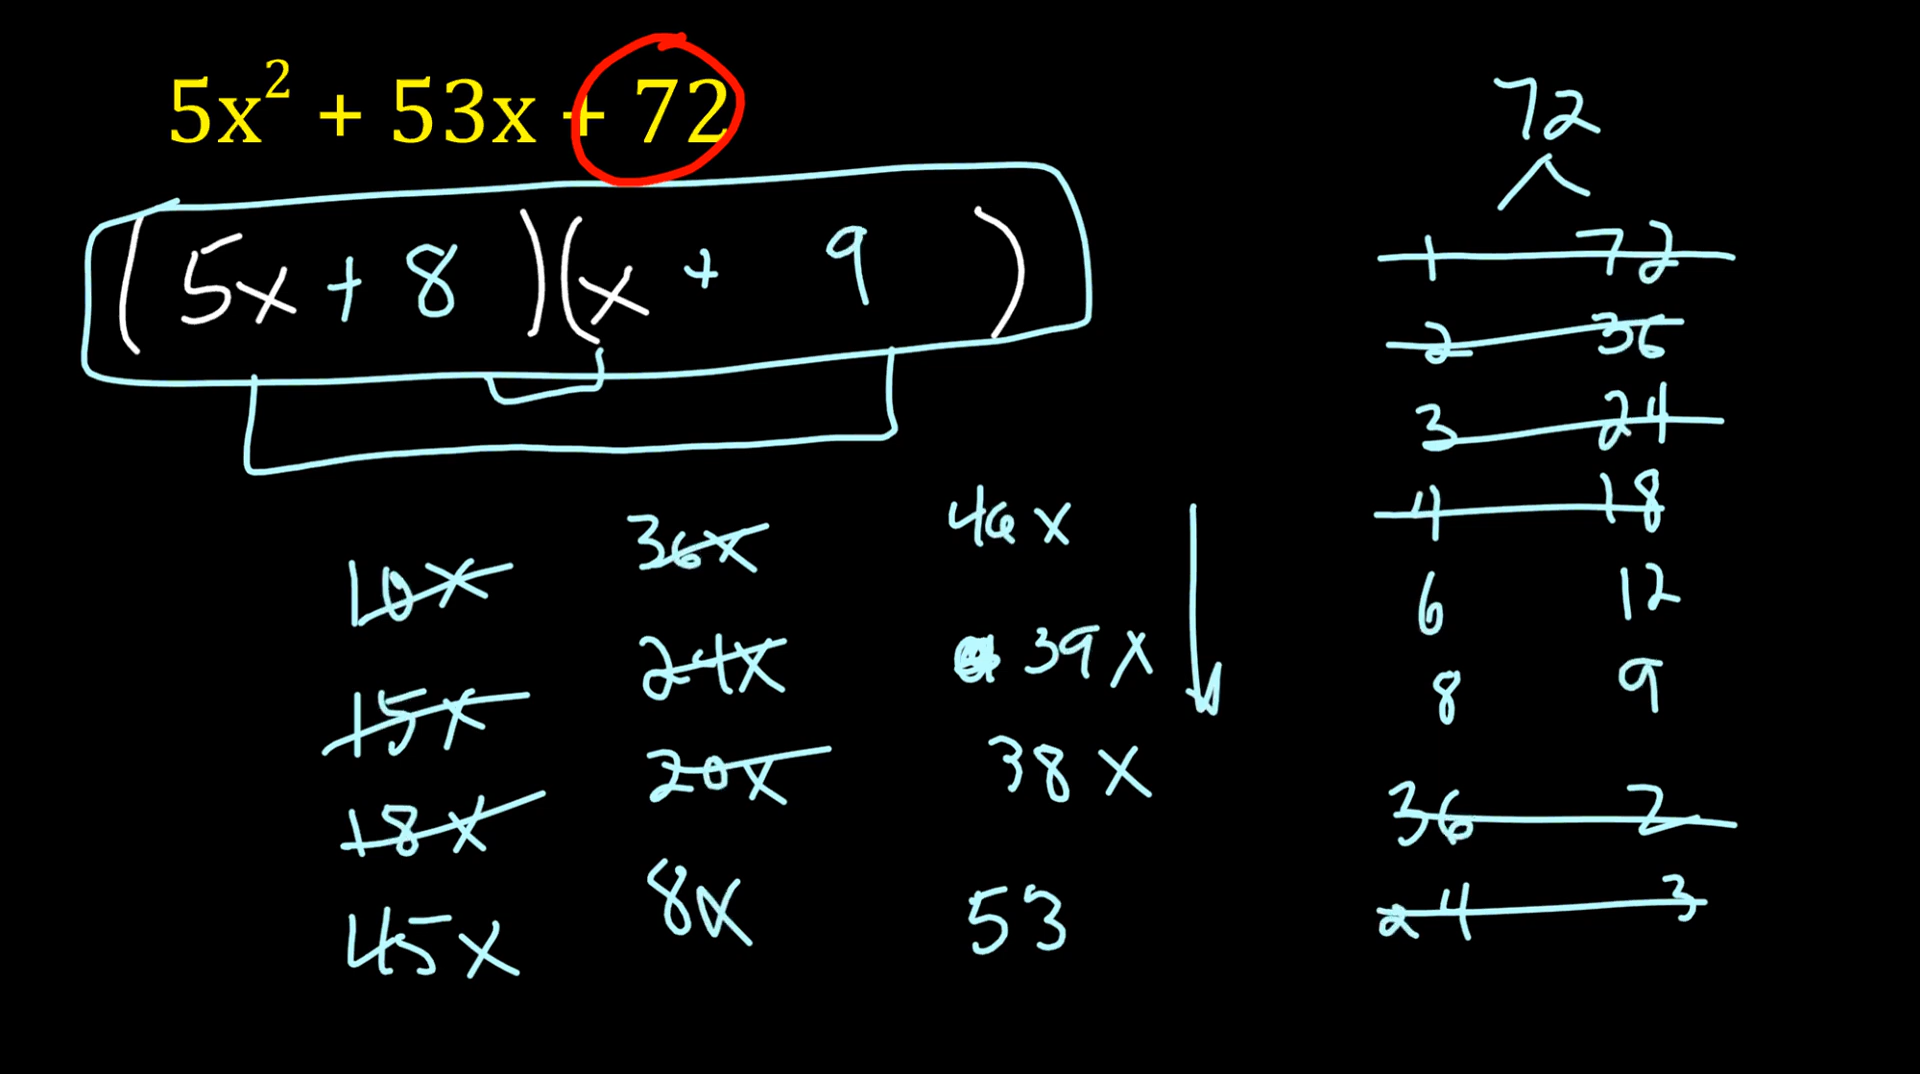 5x² + 53x + 72
(5x + 8)(x + 9)
10x 36x 46x
15x 24x 39x
18x 20x 38x
45x 8x 53
72
1 72
2 36
3 24
4 18
6 12
8 9
36 2
24 3